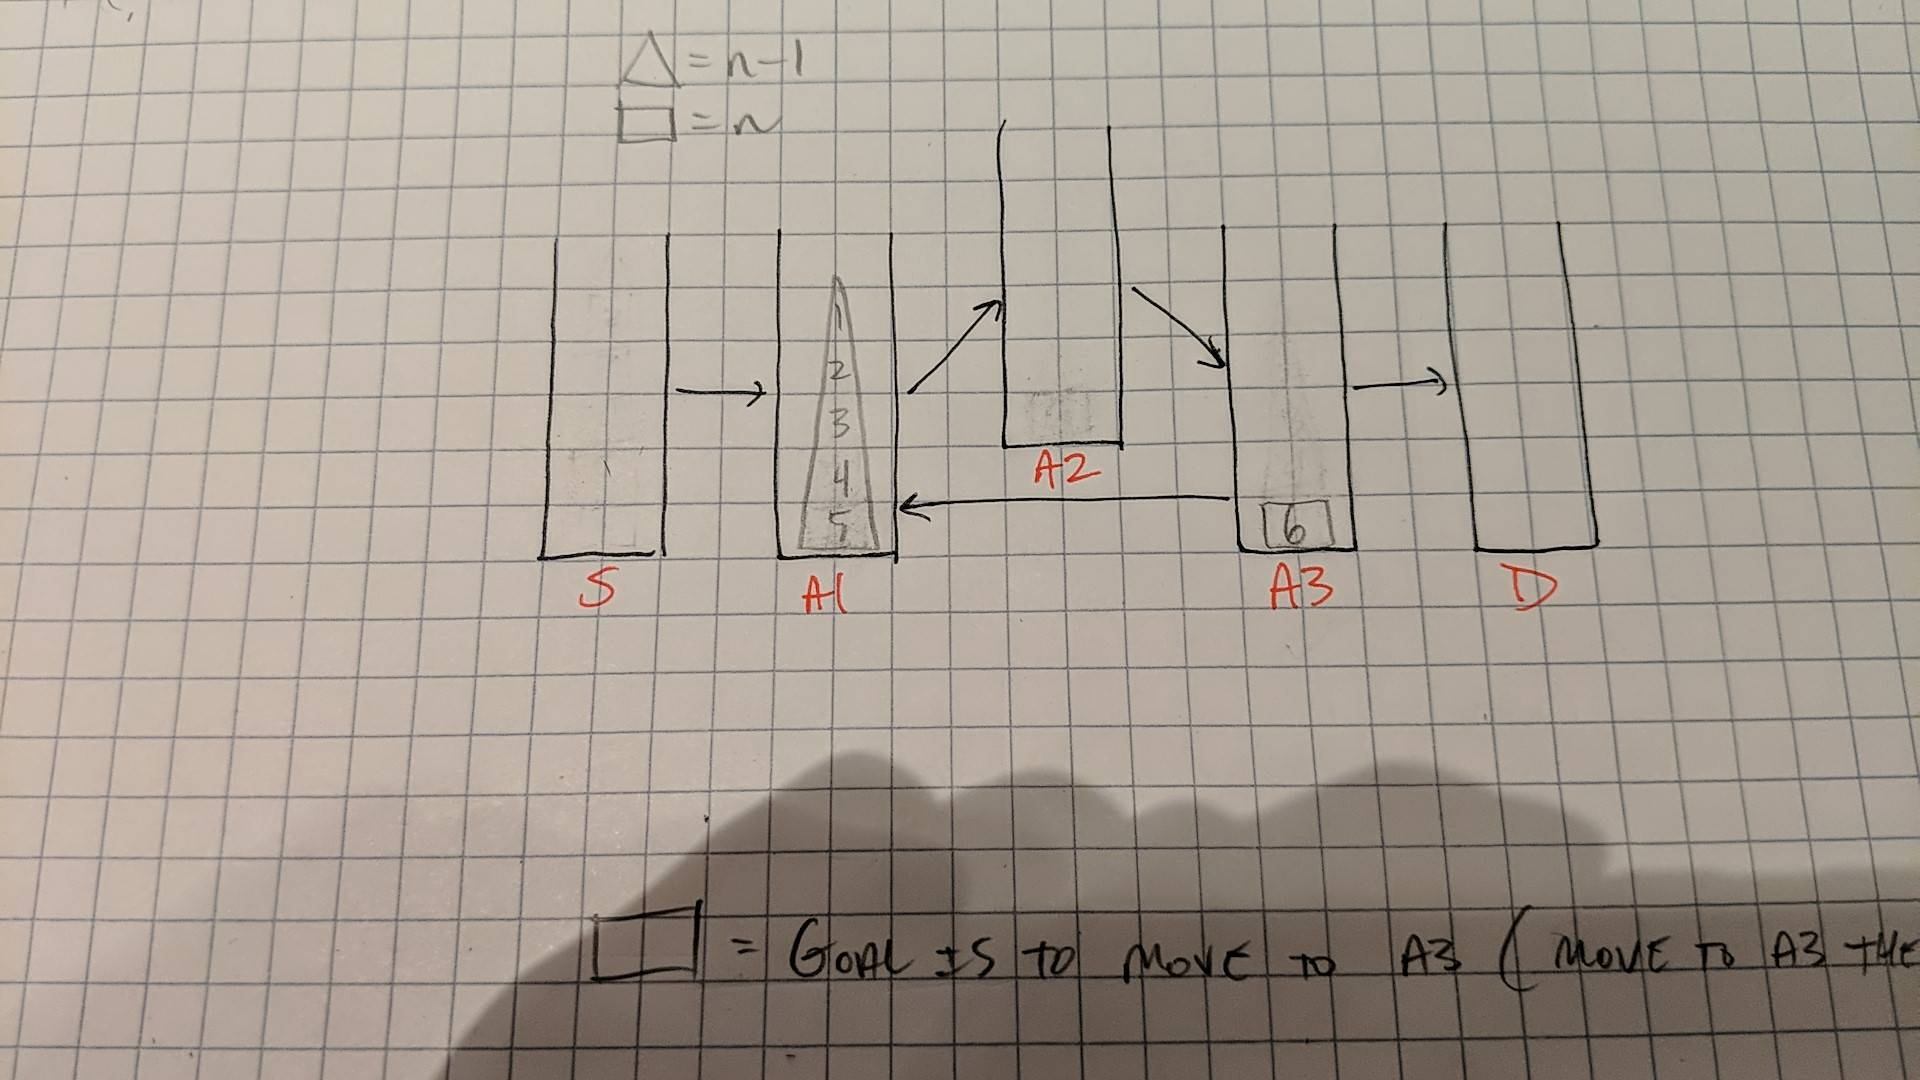 △ = n-1
□ = n
1
2
3
4
5
6
A2
S A1 A3 D
□ = GOAL IS TO MOVE TO A3 (MOVE TO A3 THE